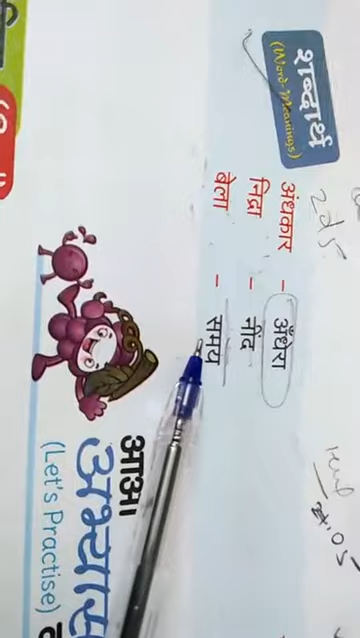 शब्दार्थ
(Word Meanings)
अंधकार - अँधेरा
निद्रा - नींद
बेला - समय
आओ।
अभ्यास
(Let's Practise)